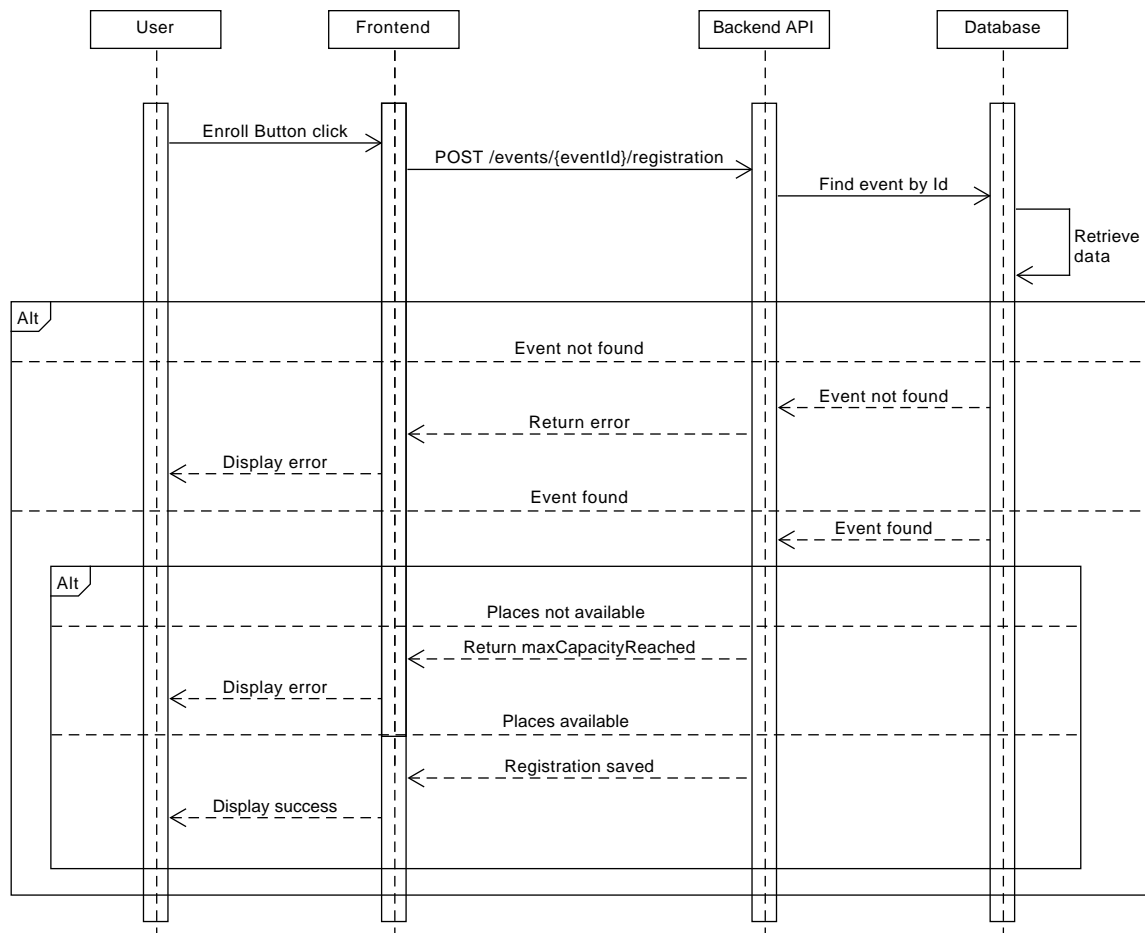 User
Frontend
Backend API
Database
Enroll Button click
POST /events/{eventId}/registration
Find event by Id
Retrieve
data
Alt
Event not found
Event not found
Return error
Display error
Event found
Event found
Alt
Places not available
Return maxCapacityReached
Display error
Places available
Registration saved
Display success